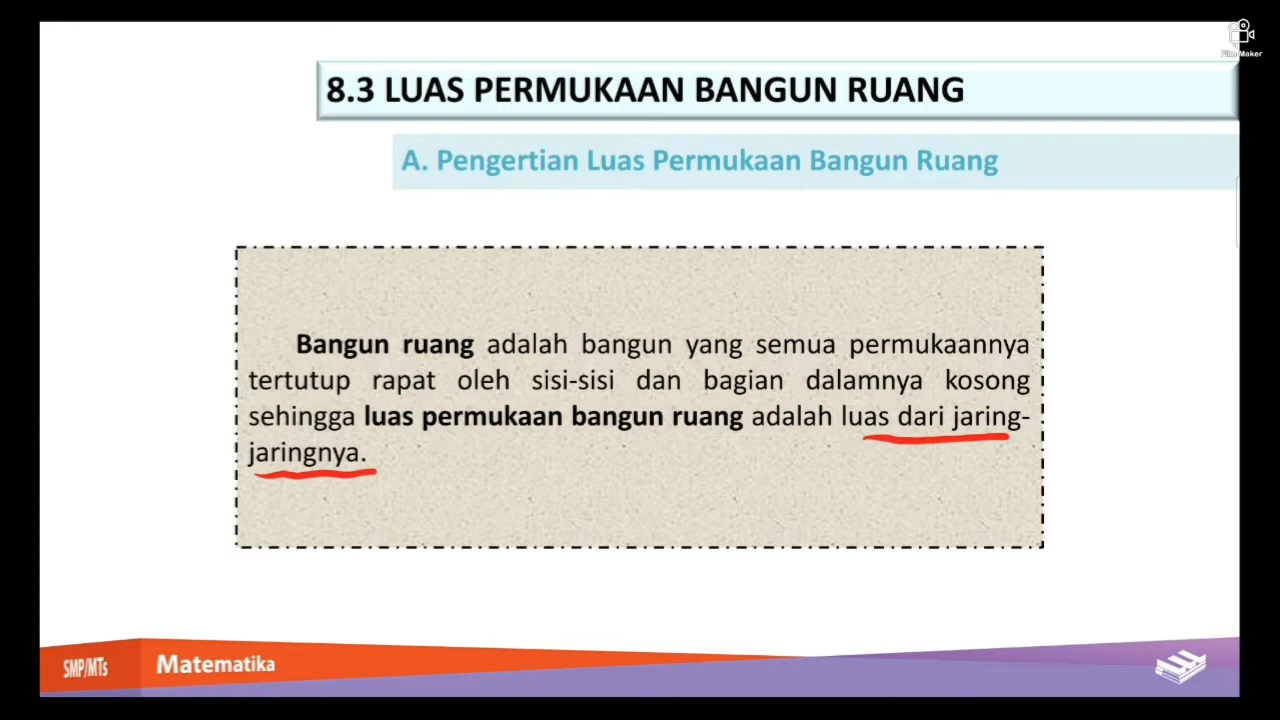 Film Maker
8.3 LUAS PERMUKAAN BANGUN RUANG
A. Pengertian Luas Permukaan Bangun Ruang
Bangun ruang adalah bangun yang semua permukaannya
tertutup rapat oleh sisi-sisi dan bagian dalamnya kosong
sehingga luas permukaan bangun ruang adalah luas dari jaring-
jaringnya.
SMP/MTs Matematika